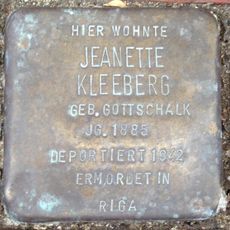 HIER WOHNTE
JEANETTE
KLEEBERG
GEB. GOTTSCHALK
JG. 1885
DEPORTIERT 1942
ERMORDET IN
RIGA